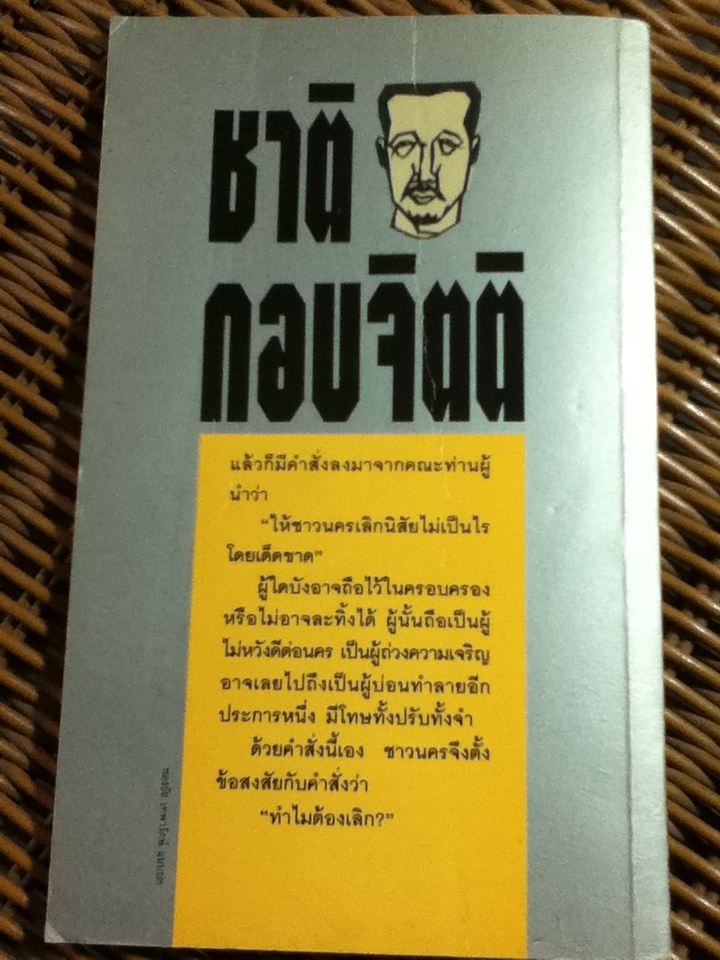 ชาติ
กอบจิตติ
แล้วก็มีคำสั่งลงมาจากคณะท่านผู้
นำว่า
“ให้ชาวนครเลิกนิสัยไม่เป็นไร
โดยเด็ดขาด”
ผู้ใดบังอาจถือไว้ในครอบครอง
หรือไม่อาจละทิ้งได้ ผู้นั้นถือเป็นผู้
ไม่หวังดีต่อนคร เป็นผู้ถ่วงความเจริญ
อาจเลยไปถึงเป็นผู้บ่อนทำลายอีก
ประการหนึ่ง มีโทษทั้งปรับทั้งจำ
ด้วยคำสั่งนี้เอง ชาวนครจึงตั้ง
ข้อสงสัยกับคำสั่งว่า
“ทำไมต้องเลิก?”